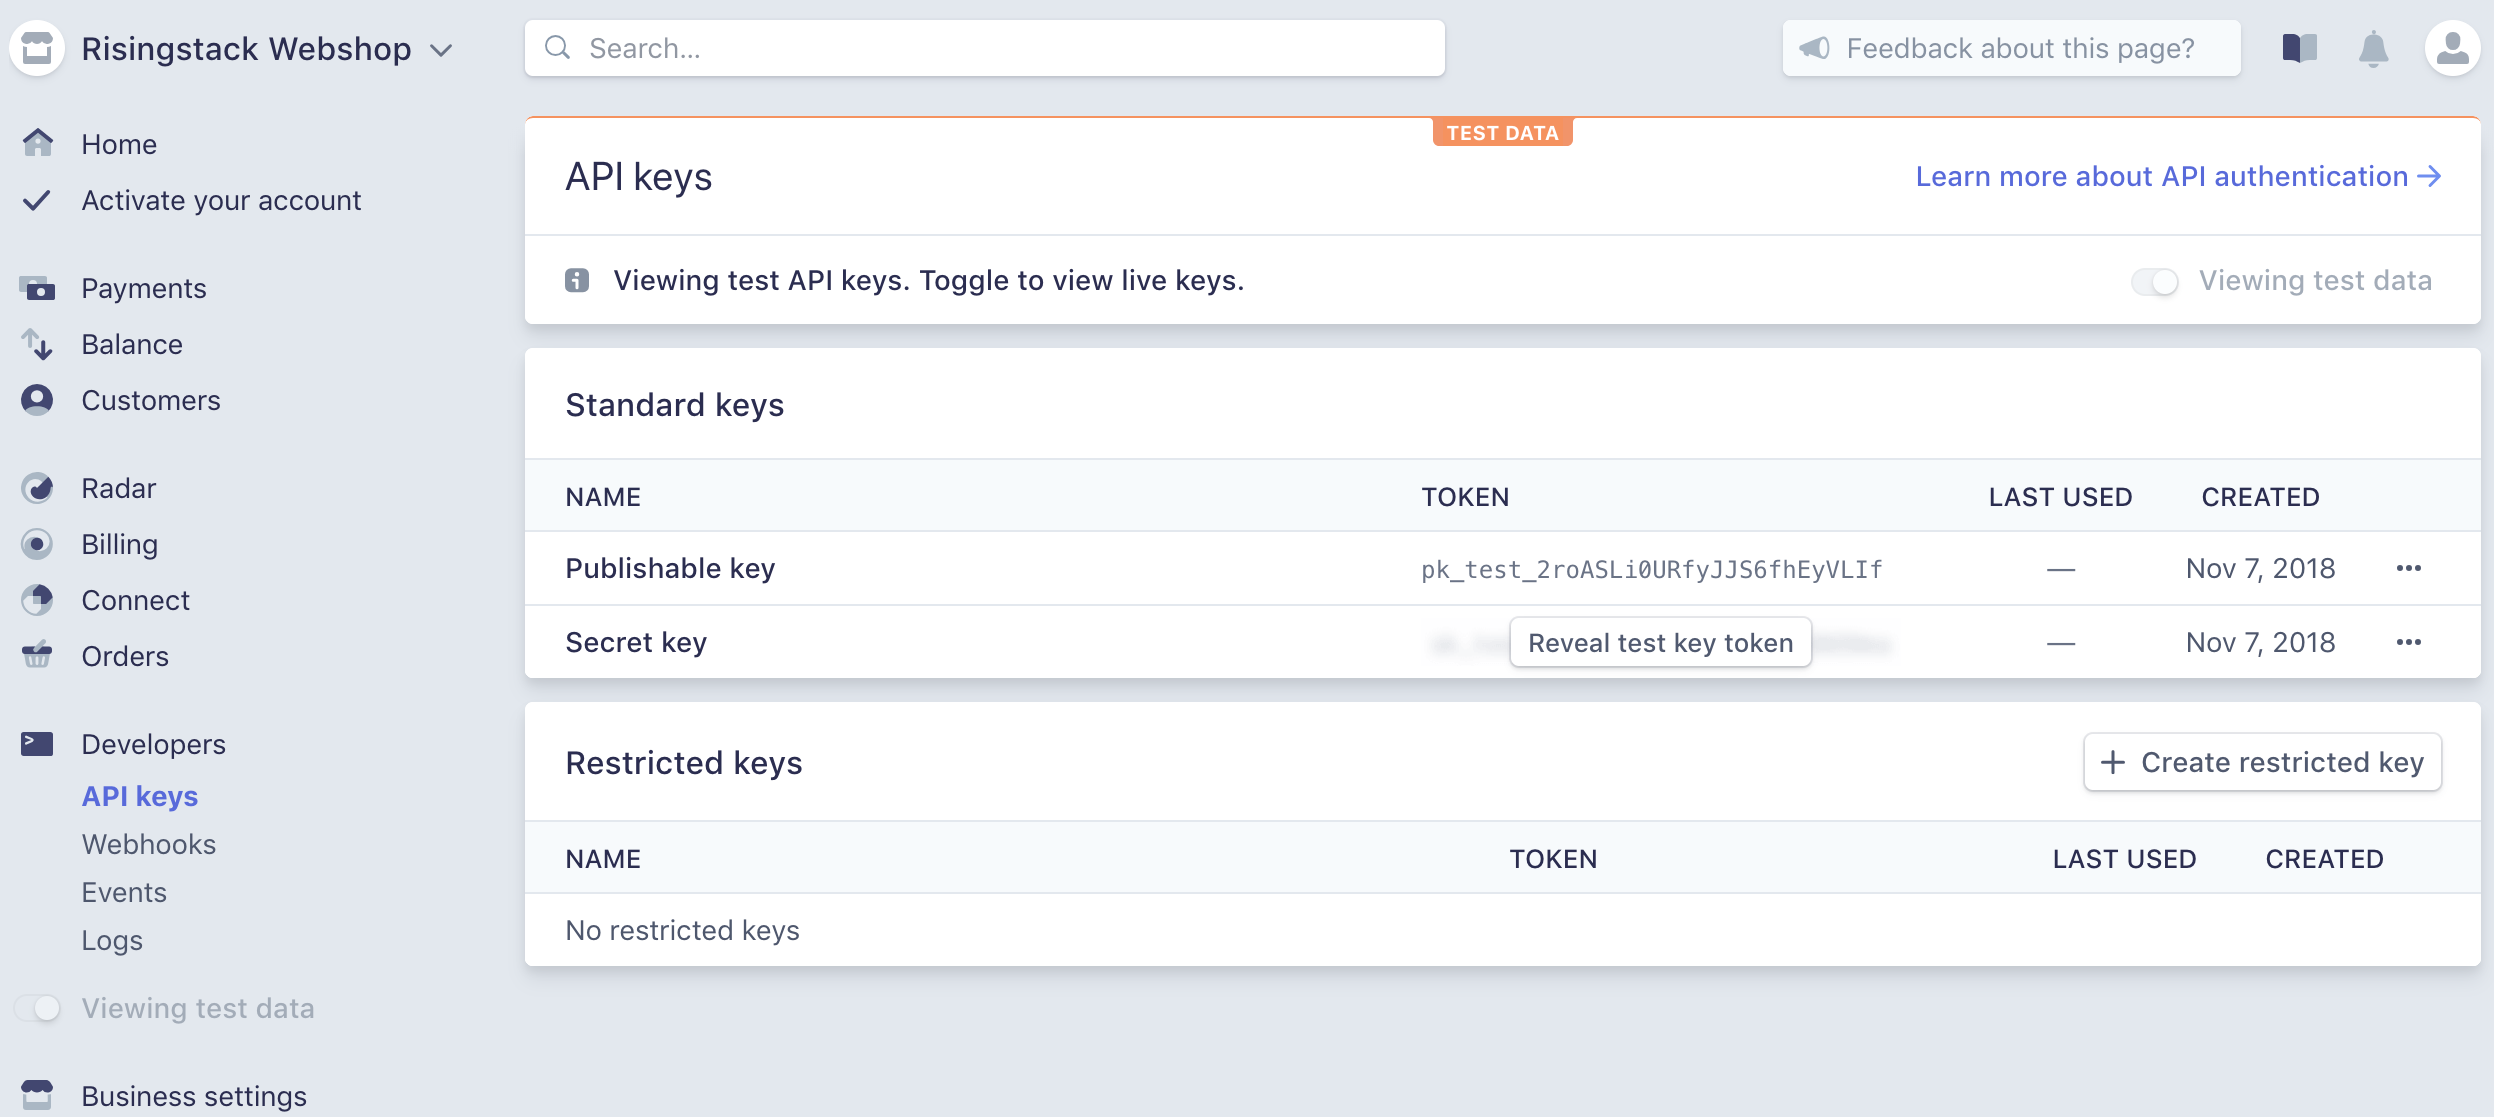 Risingstack Webshop
Search...
Feedback about this page?
Home
Activate your account
Payments
Balance
Customers
Radar
Billing
Connect
Orders
Developers
API keys
Webhooks
Events
Logs
Viewing test data
Business settings
TEST DATA
API keys
Learn more about API authentication →
Viewing test API keys. Toggle to view live keys.
Viewing test data
Standard keys
NAME TOKEN LAST USED CREATED
Publishable key pk_test_2roASLi0URfyJJS6fhEyVLIf — Nov 7, 2018 •••
Secret key Reveal test key token — Nov 7, 2018 •••
Restricted keys
+ Create restricted key
NAME TOKEN LAST USED CREATED
No restricted keys